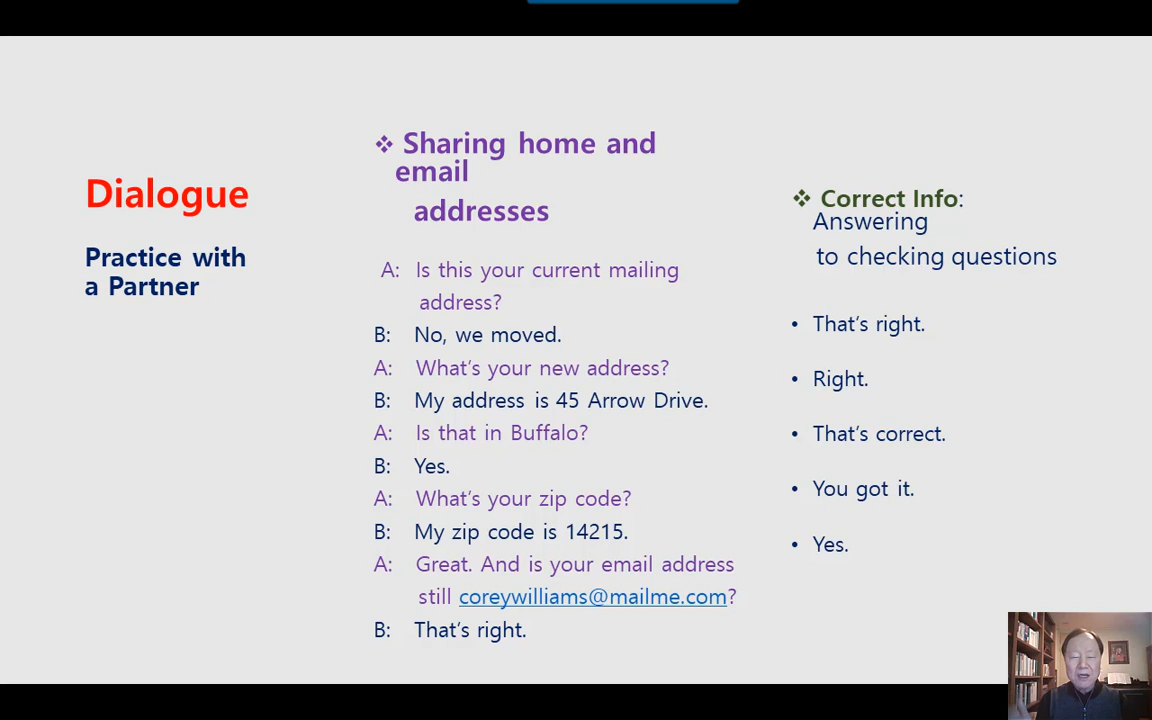 Dialogue
Practice with
a Partner
❖ Sharing home and
email
addresses
A: Is this your current mailing
address?
B: No, we moved.
A: What's your new address?
B: My address is 45 Arrow Drive.
A: Is that in Buffalo?
B: Yes.
A: What's your zip code?
B: My zip code is 14215.
A: Great. And is your email address
still coreywilliams@mailme.com?
B: That's right.
❖ Correct Info:
Answering
to checking questions
• That's right.
• Right.
• That's correct.
• You got it.
• Yes.